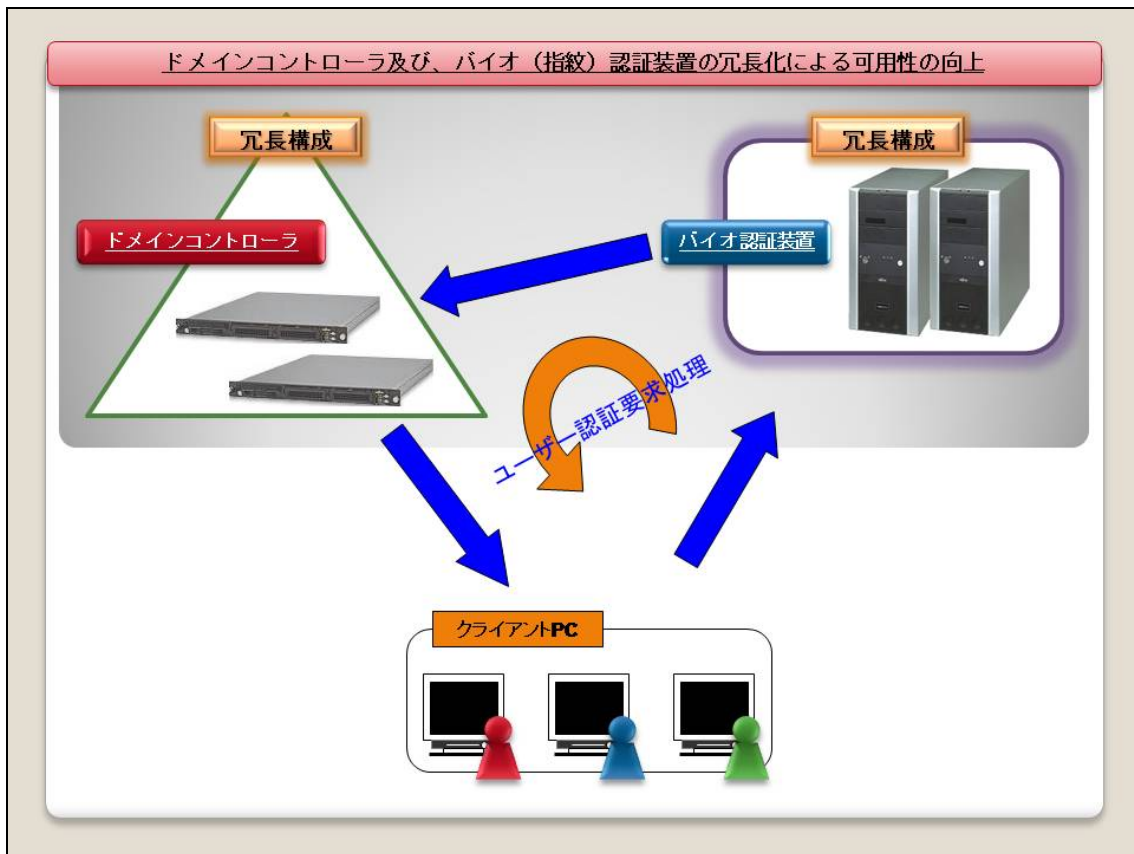 ドメインコントローラ及び、バイオ（指紋）認証装置の冗長化による可用性の向上
冗長構成
冗長構成
ドメインコントローラ
バイオ認証装置
ユーザー認証要求処理
クライアントPC